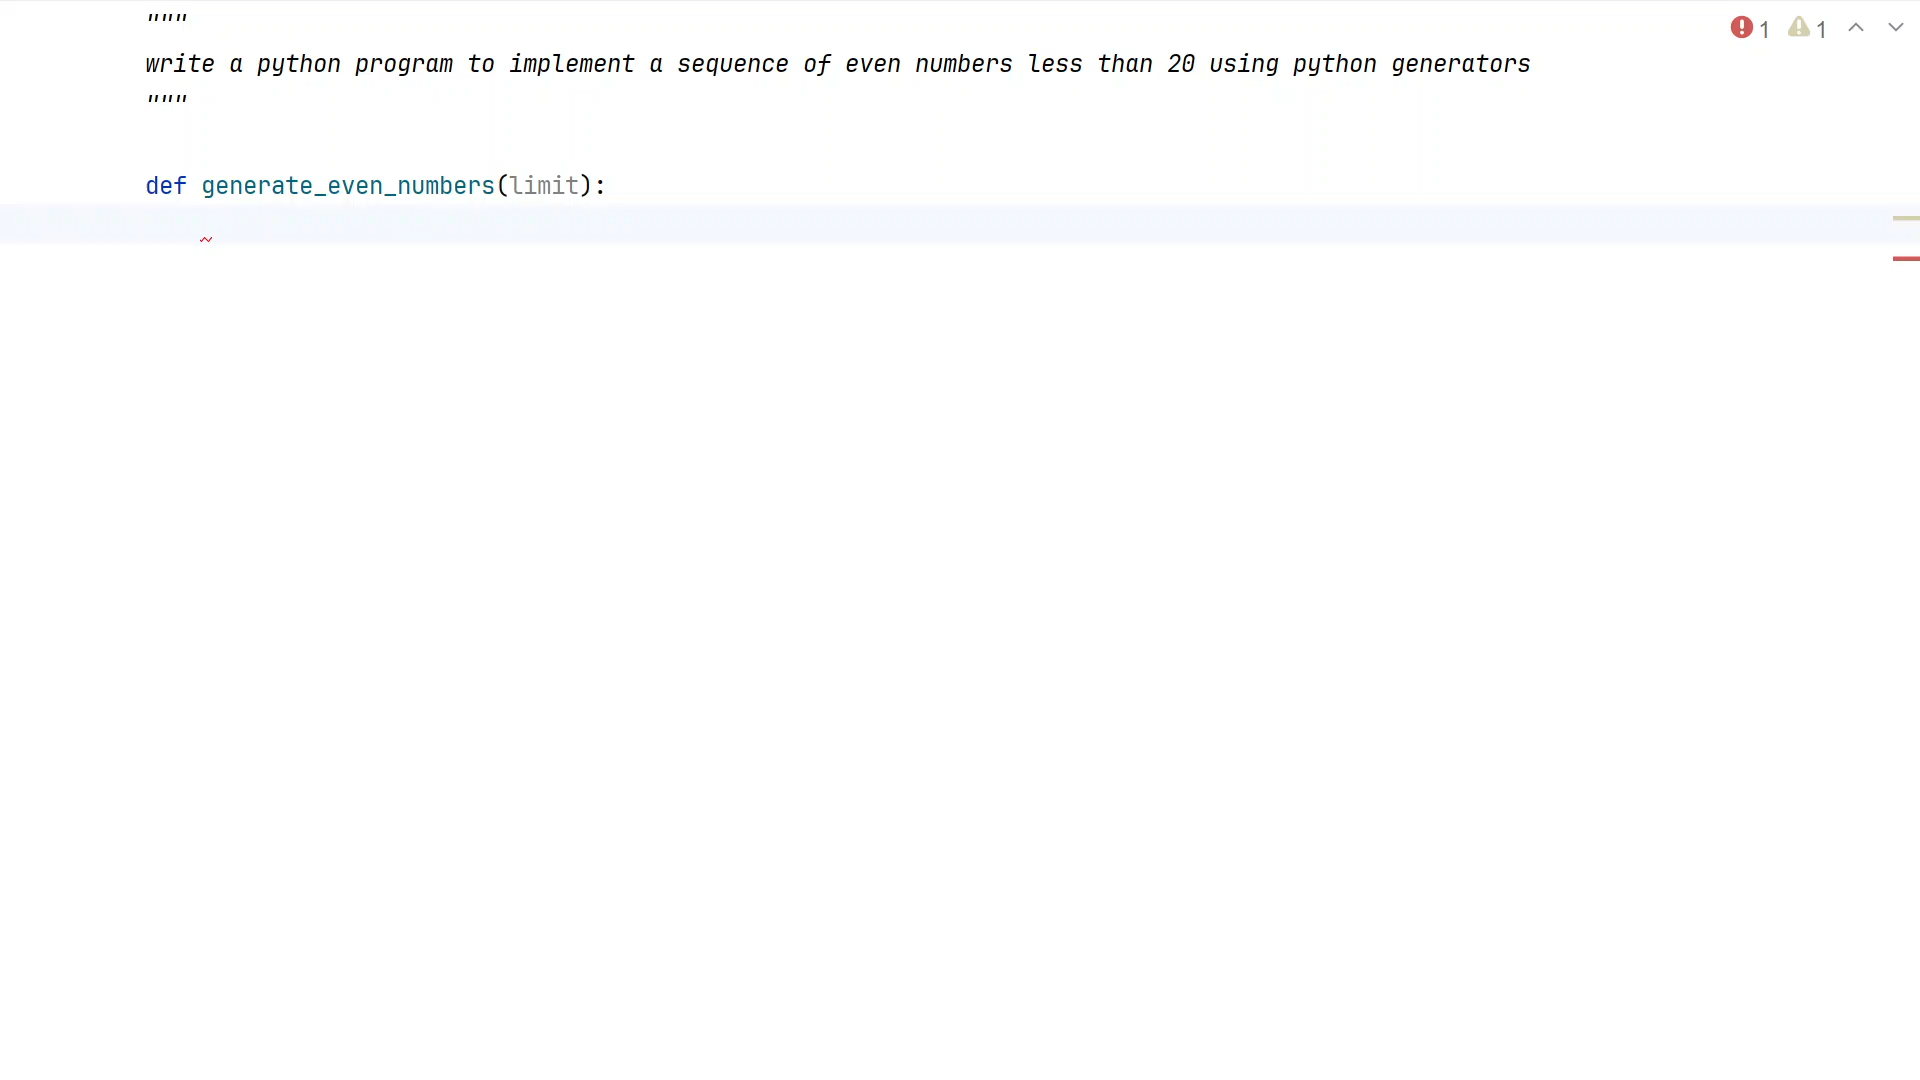 """
1 1
write a python program to implement a sequence of even numbers less than 20 using python generators
"""
def generate_even_numbers(limit):